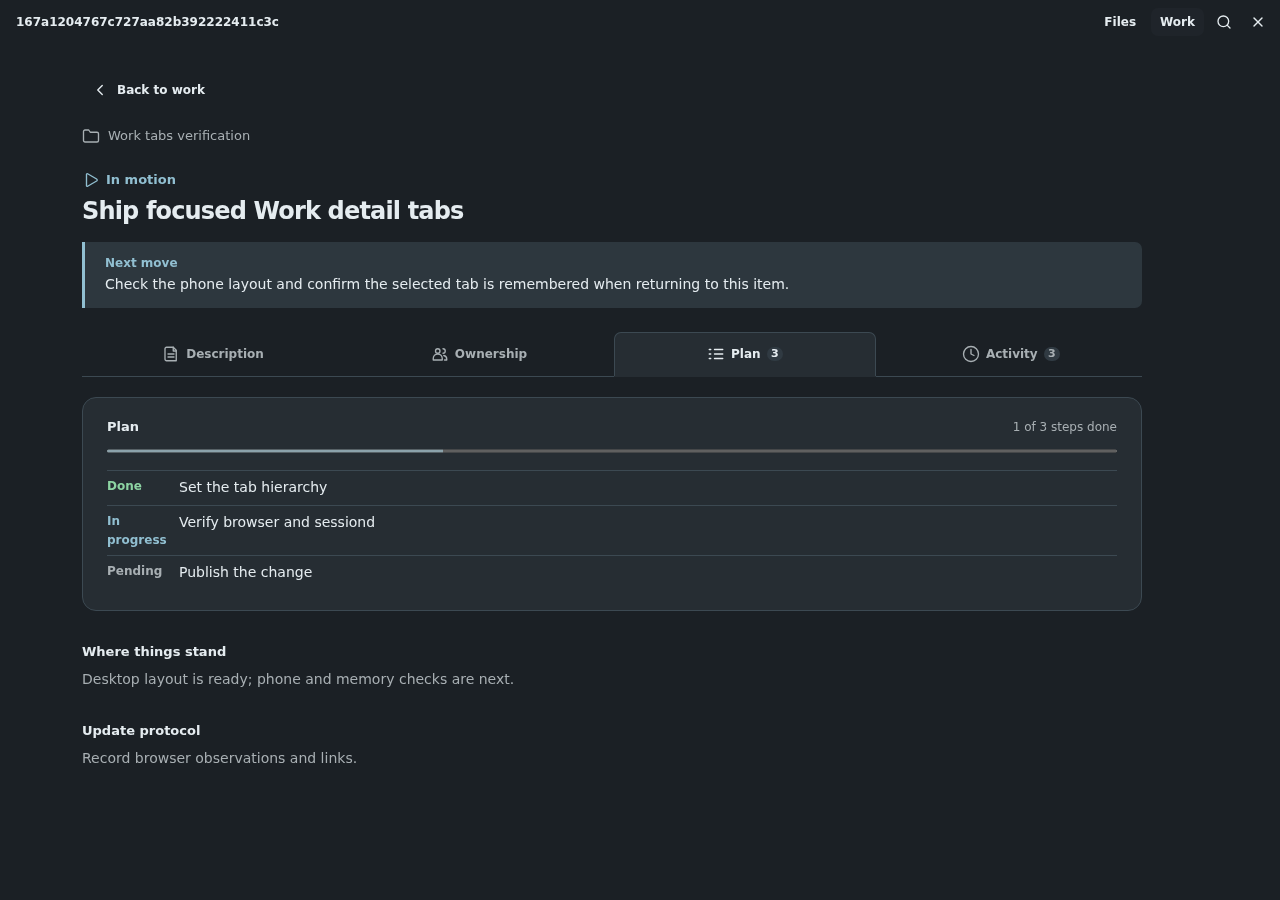 167a1204767c727aa82b392222411c3c
Files
Work
Back to work
Work tabs verification
In motion
Ship focused Work detail tabs
Next move
Check the phone layout and confirm the selected tab is remembered when returning to this item.
Description
Ownership
Plan 3
Activity 3
Plan
1 of 3 steps done
Done
Set the tab hierarchy
In
progress
Verify browser and sessiond
Pending
Publish the change
Where things stand
Desktop layout is ready; phone and memory checks are next.
Update protocol
Record browser observations and links.